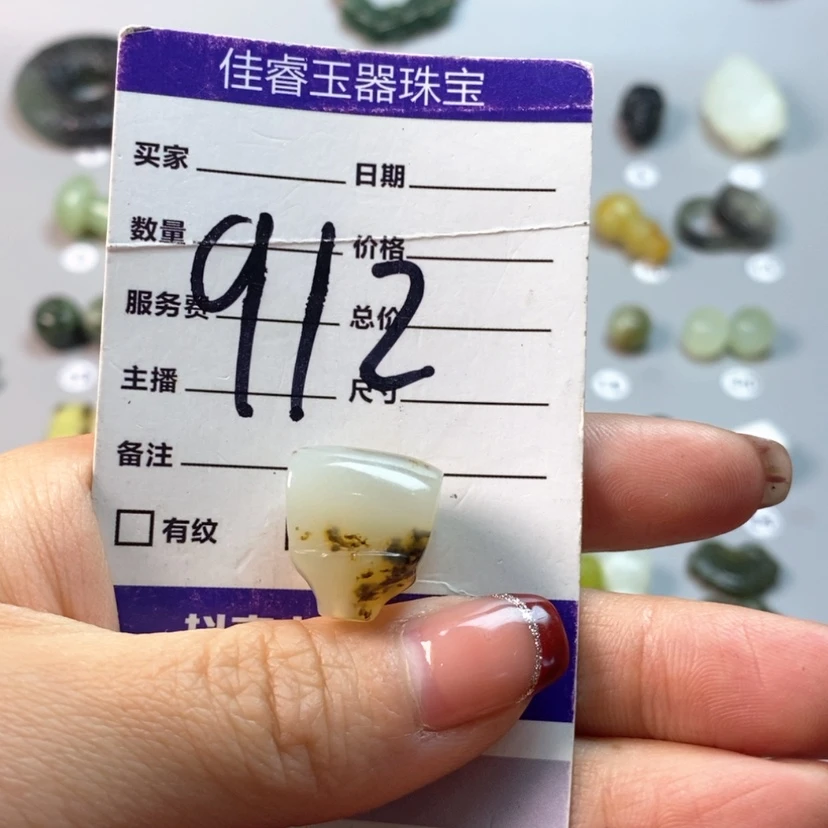 佳睿玉器珠宝
买家 日期
数量 价格
912
服务费 总价
主播 尺寸
备注
有纹